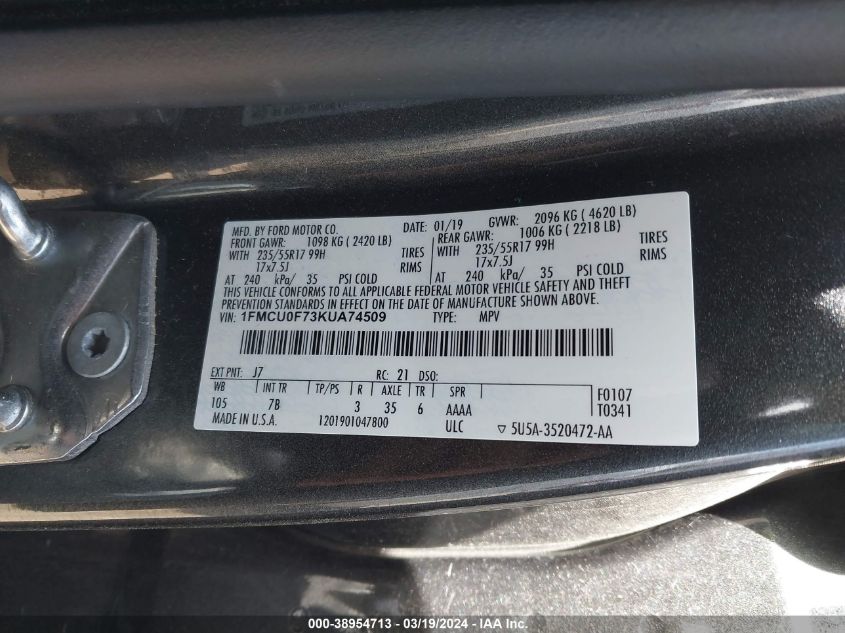 MFD. BY FORD MOTOR CO. DATE: 01/19 GVWR: 2096 KG ( 4620 LB)
FRONT GAWR: 1098 KG ( 2420 LB) REAR GAWR: 1006 KG ( 2218 LB)
WITH 235/55R17 99H TIRES WITH 235/55R17 99H TIRES
17x7.5J RIMS 17x7.5J RIMS
AT 240 kPa/ 35 PSI COLD AT 240 kPa/ 35 PSI COLD
THIS VEHICLE CONFORMS TO ALL APPLICABLE FEDERAL MOTOR VEHICLE SAFETY AND THEFT
PREVENTION STANDARDS IN EFFECT ON THE DATE OF MANUFACTURE SHOWN ABOVE.
VIN: 1FMCU0F73KUA74509 TYPE: MPV
EXT PNT: J7 RC: 21 DSO:
WB INT TR TP/PS R AXLE TR SPR F0107
105 7B 3 35 6 AAAA T0341
MADE IN U.S.A. 1201901047800 ULC ▽ 5U5A-3520472-AA
000-38954713 - 03/19/2024 - IAA Inc.